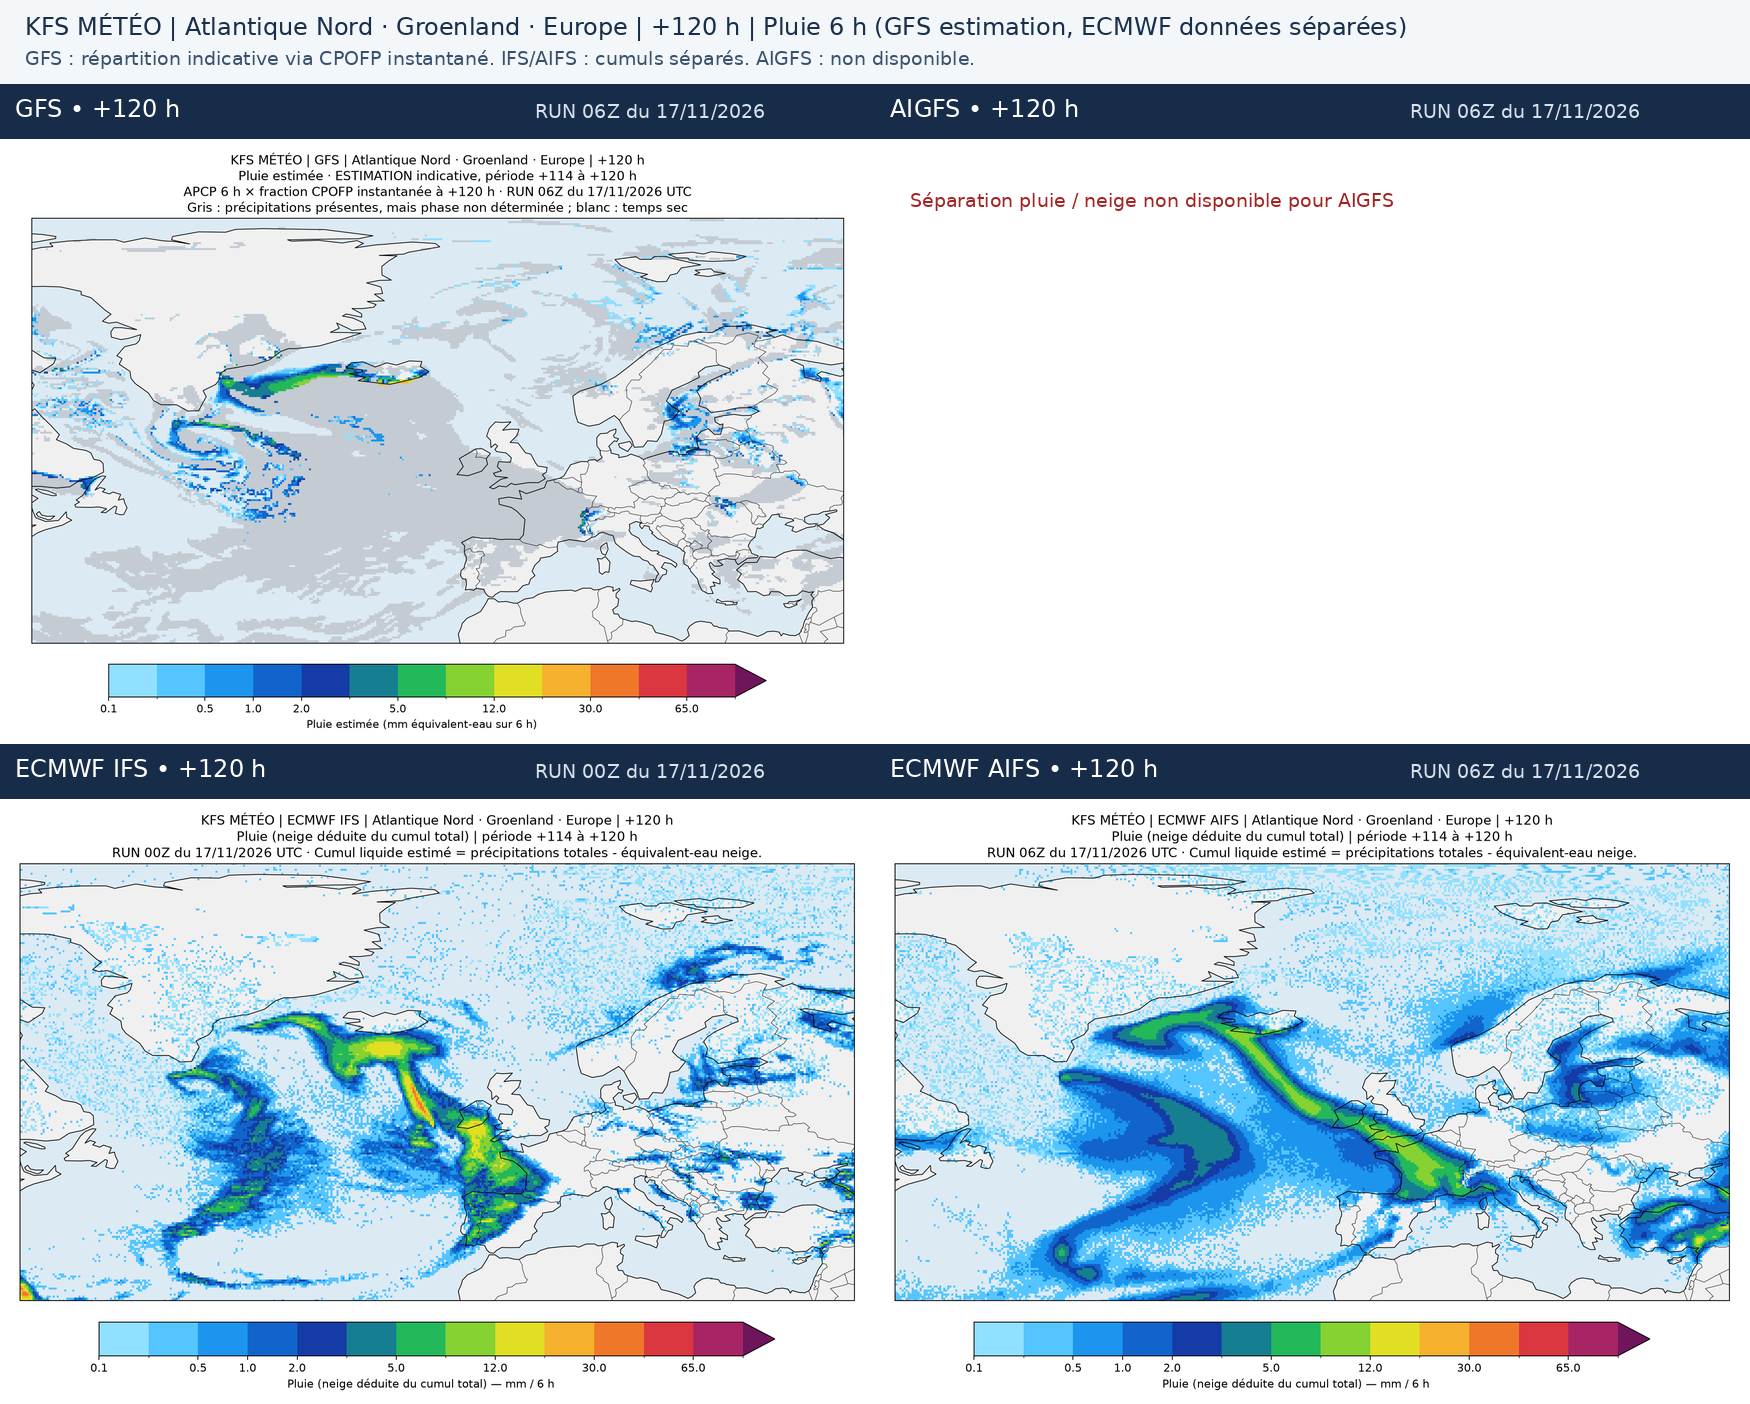 KFS MÉTÉO | Atlantique Nord · Groenland · Europe | +120 h | Pluie 6 h (GFS estimation, ECMWF données séparées)
GFS : répartition indicative via CPOFP instantané. IFS/AIFS : cumuls séparés. AIGFS : non disponible.
GFS • +120 h
RUN 06Z du 17/11/2026
AIGFS • +120 h
RUN 06Z du 17/11/2026
KFS MÉTÉO | GFS | Atlantique Nord · Groenland · Europe | +120 h
Pluie estimée · ESTIMATION indicative, période +114 à +120 h
APCP 6 h × fraction CPOFP instantanée à +120 h · RUN 06Z du 17/11/2026 UTC
Gris : précipitations présentes, mais phase non déterminée ; blanc : temps sec
Séparation pluie / neige non disponible pour AIGFS
0.1 0.5 1.0 2.0 5.0 12.0 30.0 65.0
Pluie estimée (mm équivalent-eau sur 6 h)
ECMWF IFS • +120 h
RUN 00Z du 17/11/2026
ECMWF AIFS • +120 h
RUN 06Z du 17/11/2026
KFS MÉTÉO | ECMWF IFS | Atlantique Nord · Groenland · Europe | +120 h
Pluie (neige déduite du cumul total) | période +114 à +120 h
RUN 00Z du 17/11/2026 UTC · Cumul liquide estimé = précipitations totales - équivalent-eau neige.
KFS MÉTÉO | ECMWF AIFS | Atlantique Nord · Groenland · Europe | +120 h
Pluie (neige déduite du cumul total) | période +114 à +120 h
RUN 06Z du 17/11/2026 UTC · Cumul liquide estimé = précipitations totales - équivalent-eau neige.
0.1 0.5 1.0 2.0 5.0 12.0 30.0 65.0
Pluie (neige déduite du cumul total) — mm / 6 h
0.1 0.5 1.0 2.0 5.0 12.0 30.0 65.0
Pluie (neige déduite du cumul total) — mm / 6 h